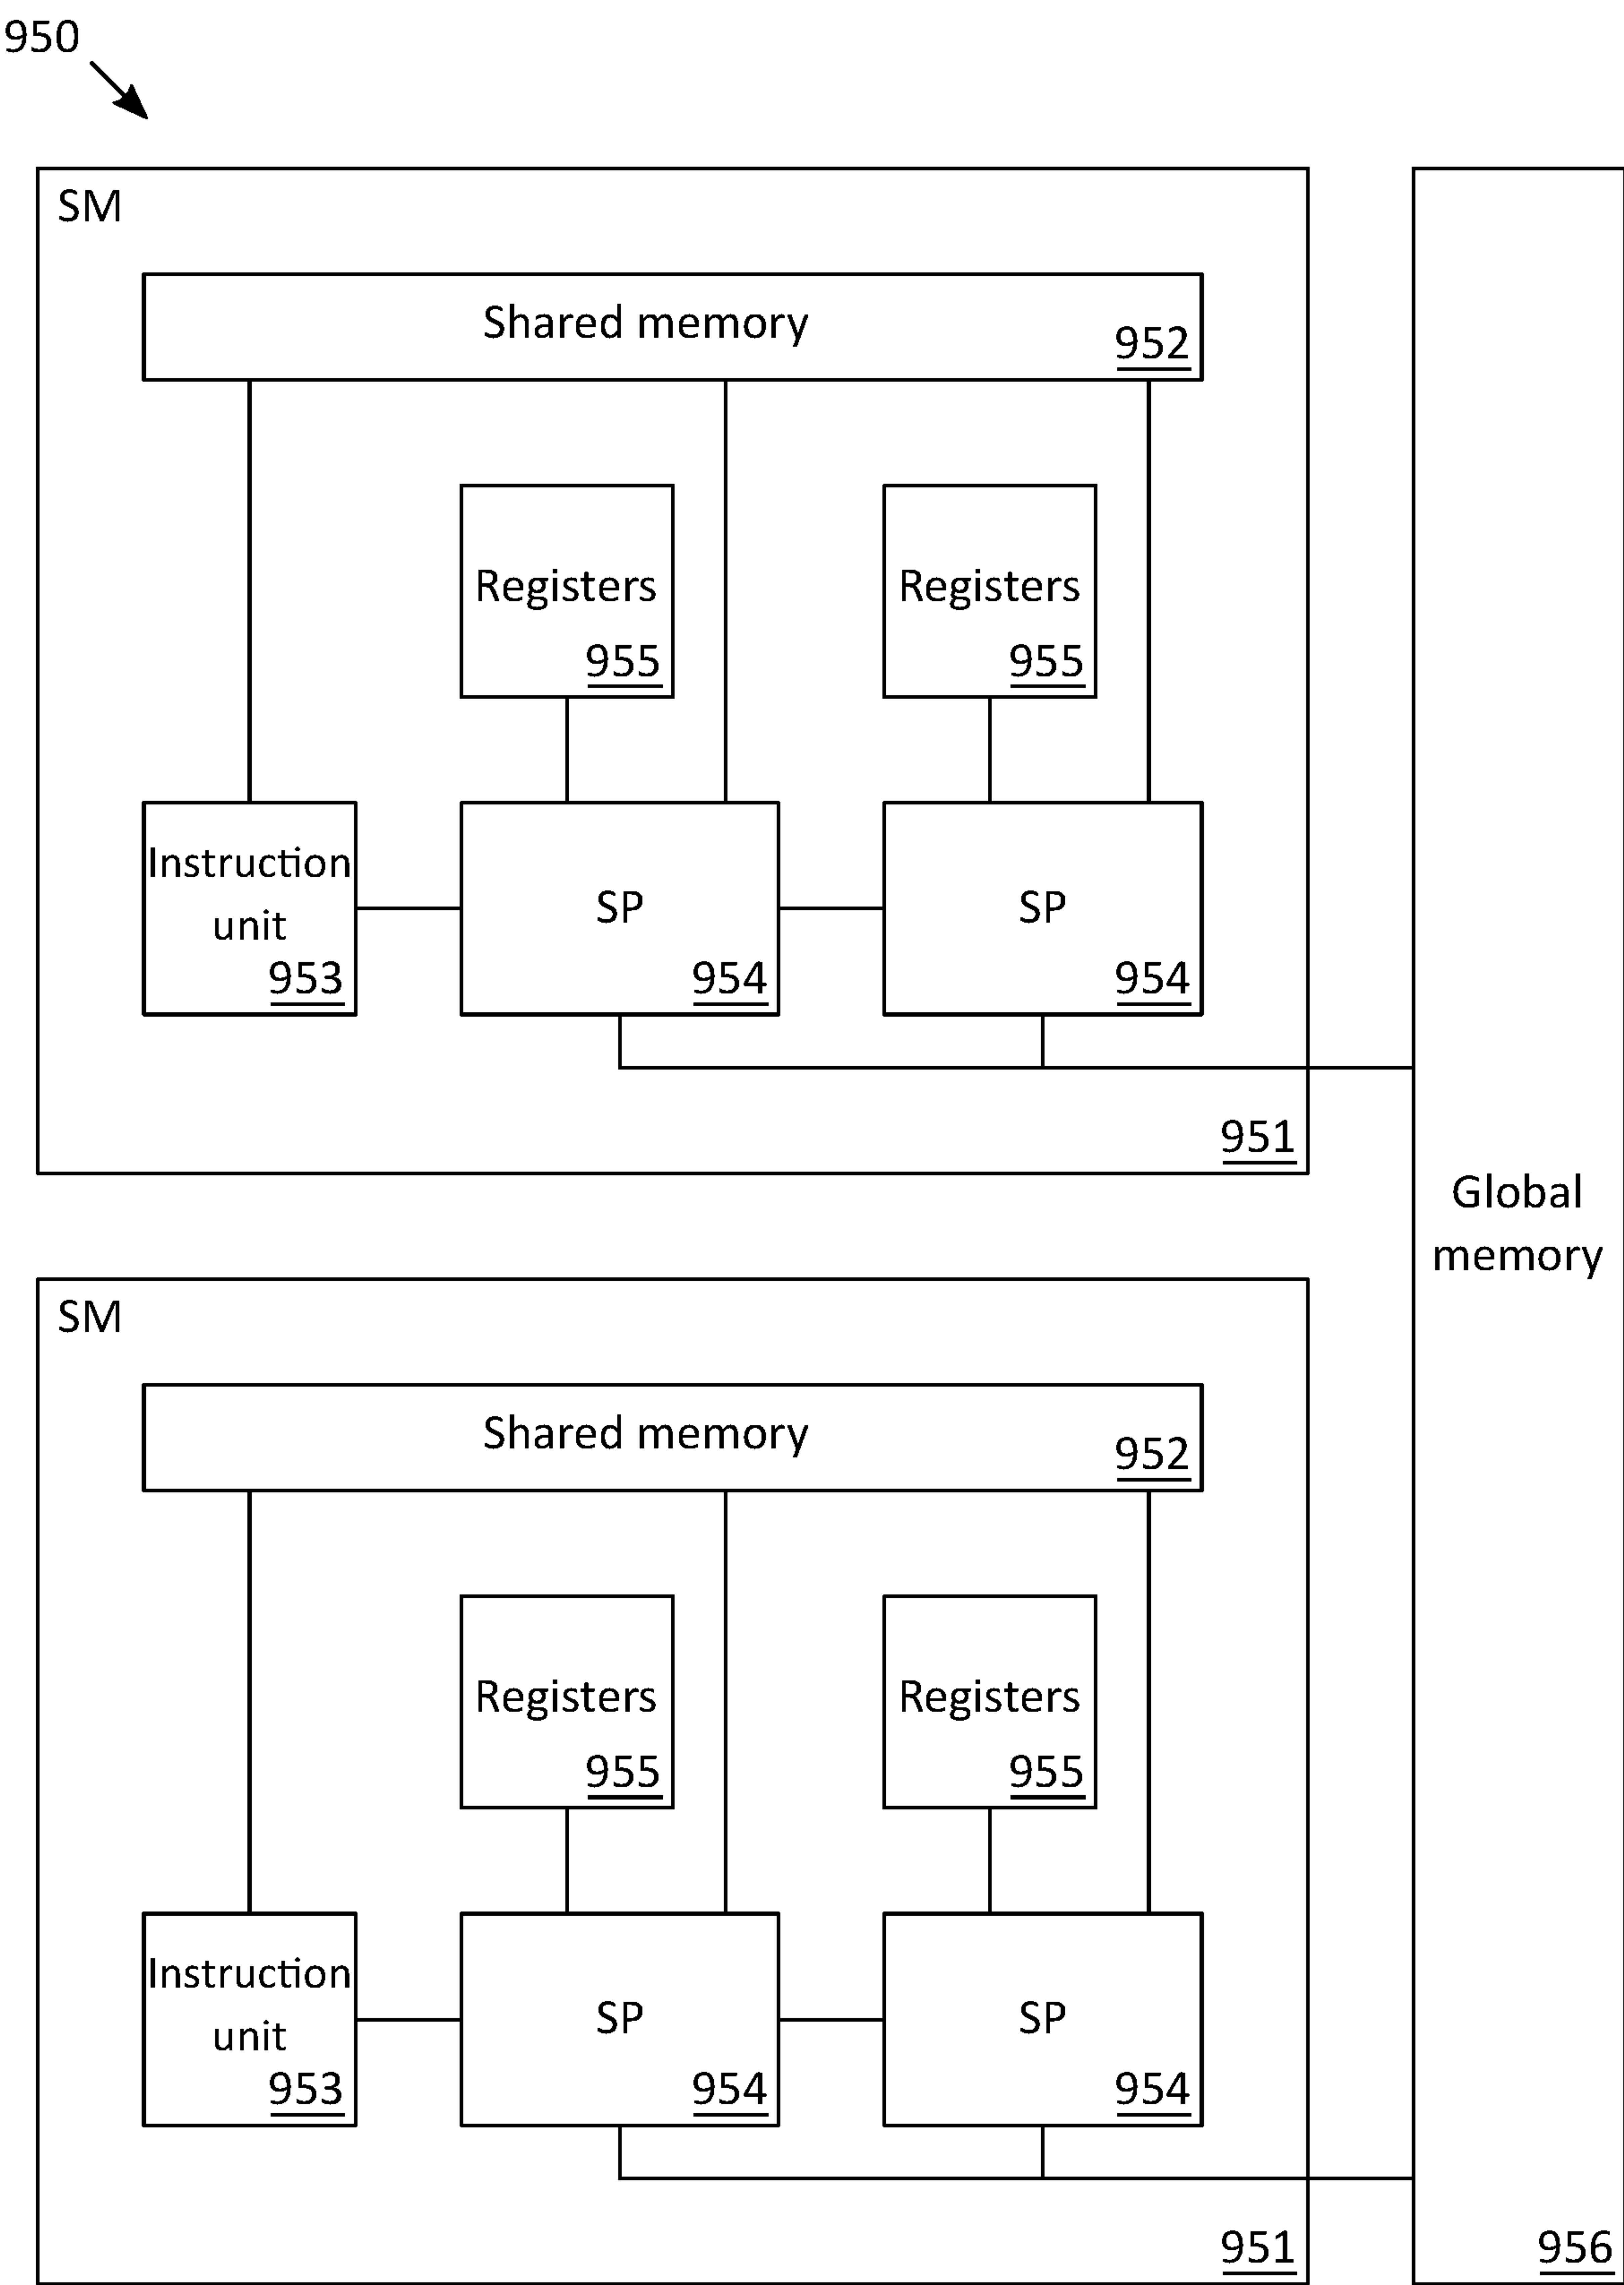 950
SM
Shared memory
952
Registers
955
Registers
955
Instruction
unit
953
SP
954
SP
954
951
Global
memory
SM
Shared memory
952
Registers
955
Registers
955
Instruction
unit
953
SP
954
SP
954
951
956